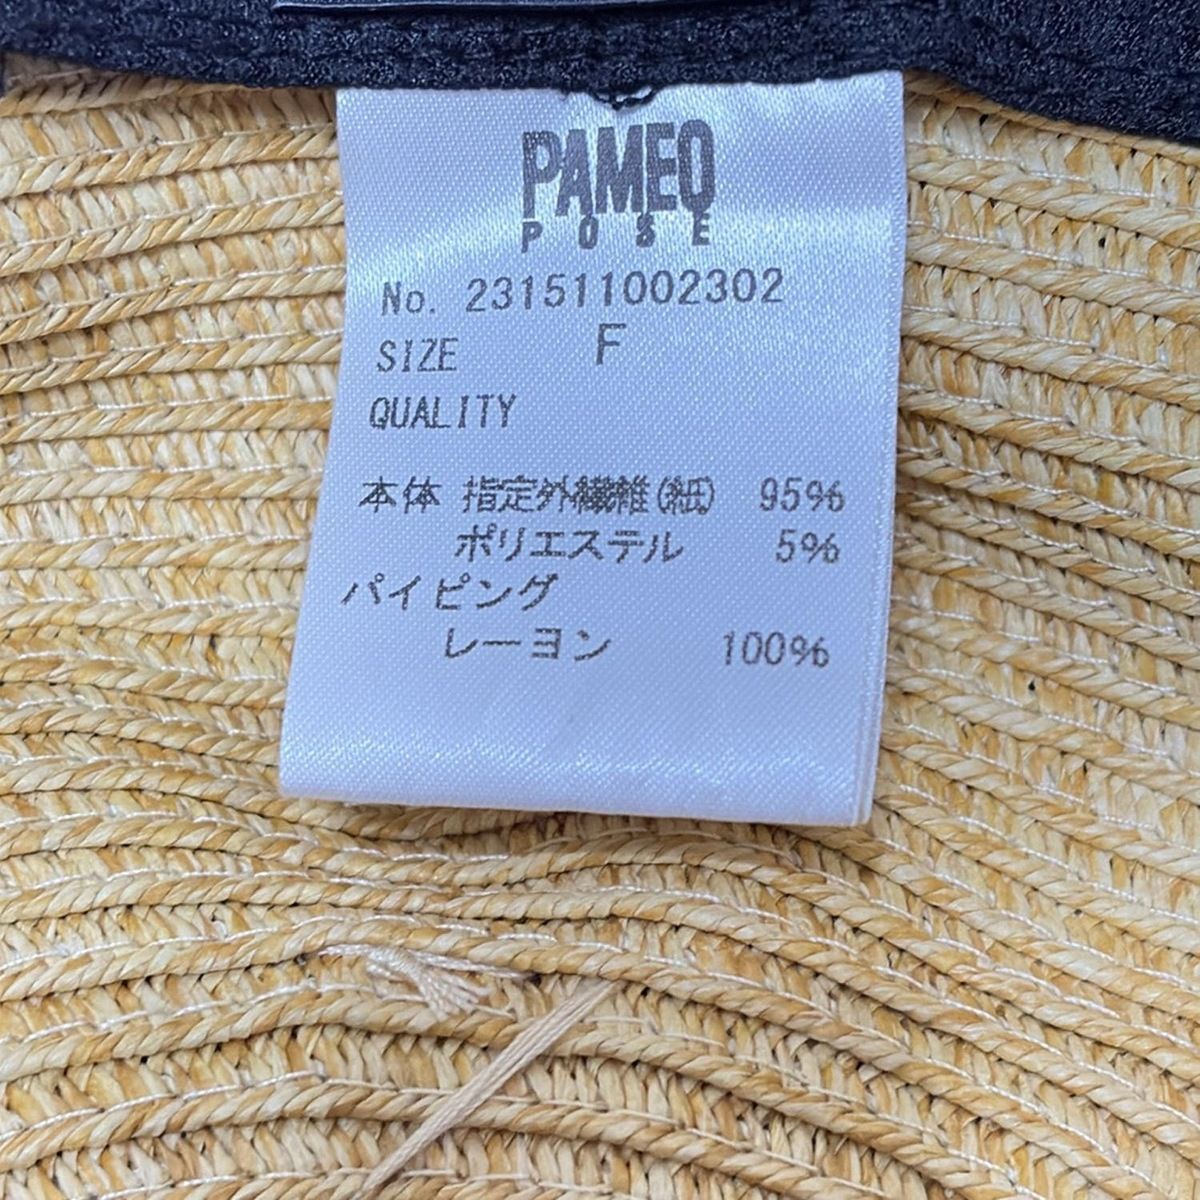 PAMEO
POSE
No. 231511002302
SIZE F
QUALITY
本体 指定外繊維(紙) 95%
ポリエステル 5%
パイピング
レーヨン 100%